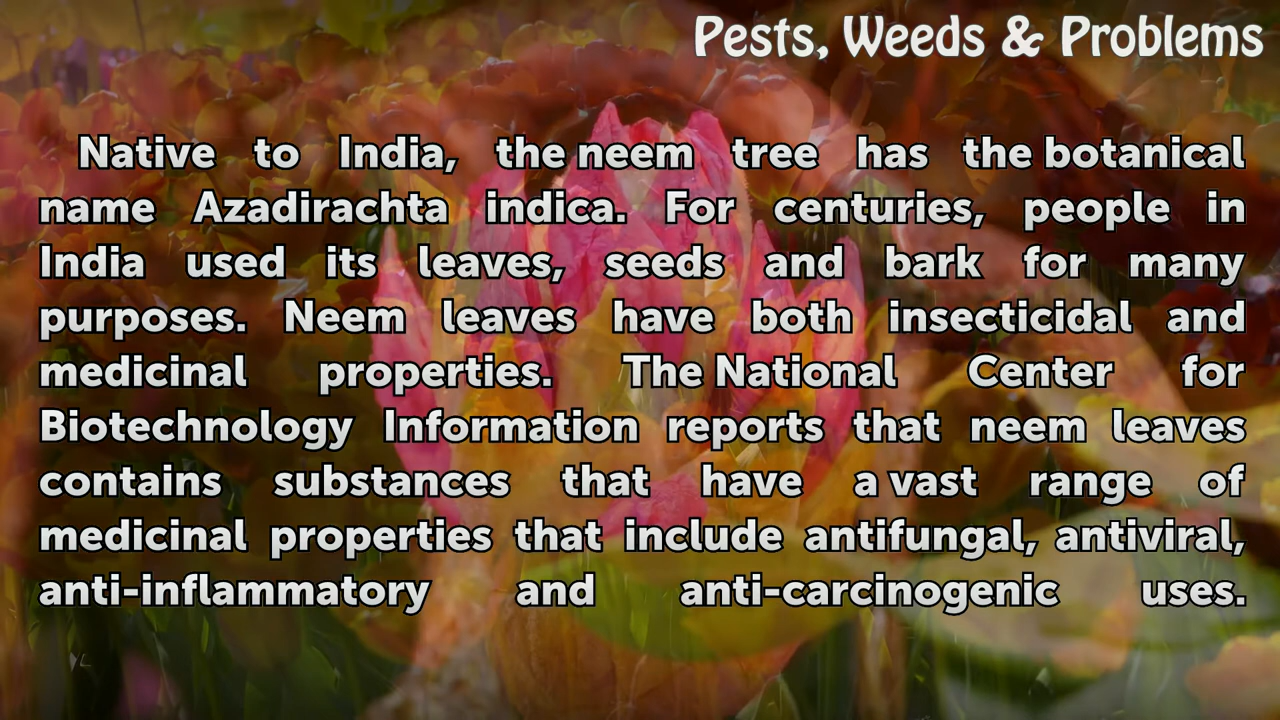 Pests, Weeds & Problems
Native to India, the neem tree has the botanical
name Azadirachta indica. For centuries, people in
India used its leaves, seeds and bark for many
purposes. Neem leaves have both insecticidal and
medicinal properties. The National Center for
Biotechnology Information reports that neem leaves
contains substances that have a vast range of
medicinal properties that include antifungal, antiviral,
anti-inflammatory and anti-carcinogenic uses.